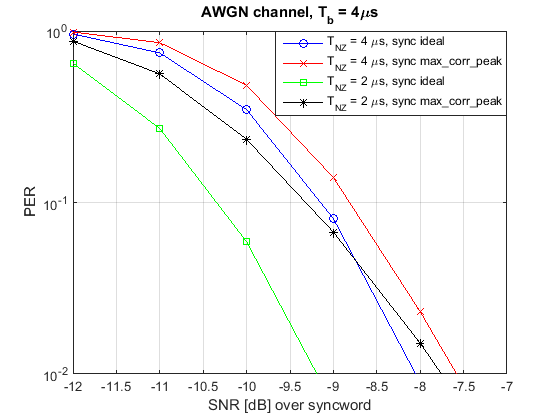 AWGN channel, T_b = 4μs
T_NZ = 4 μs, sync ideal
T_NZ = 4 μs, sync max_corr_peak
T_NZ = 2 μs, sync ideal
T_NZ = 2 μs, sync max_corr_peak
PER
10^0
10^-1
10^-2
-12 -11.5 -11 -10.5 -10 -9.5 -9 -8.5 -8 -7.5 -7
SNR [dB] over syncword